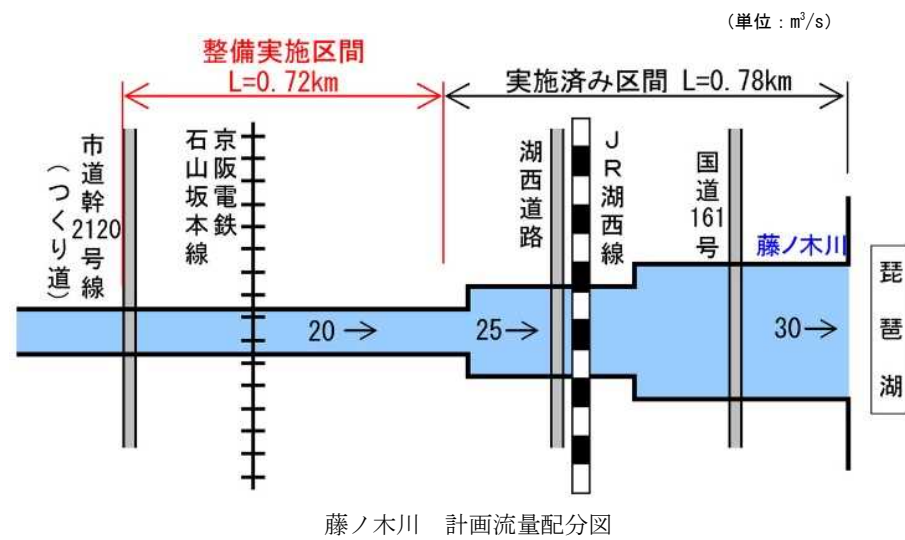 （単位：m³/s）
整備実施区間
L=0.72km
実施済み区間 L=0.78km
市道幹2120号線
（つくり道）
京阪電鉄
石山坂本線
湖西道路
JR湖西線
国道161号
藤ノ木川
琵琶湖
20→
25→
30→
藤ノ木川　計画流量配分図